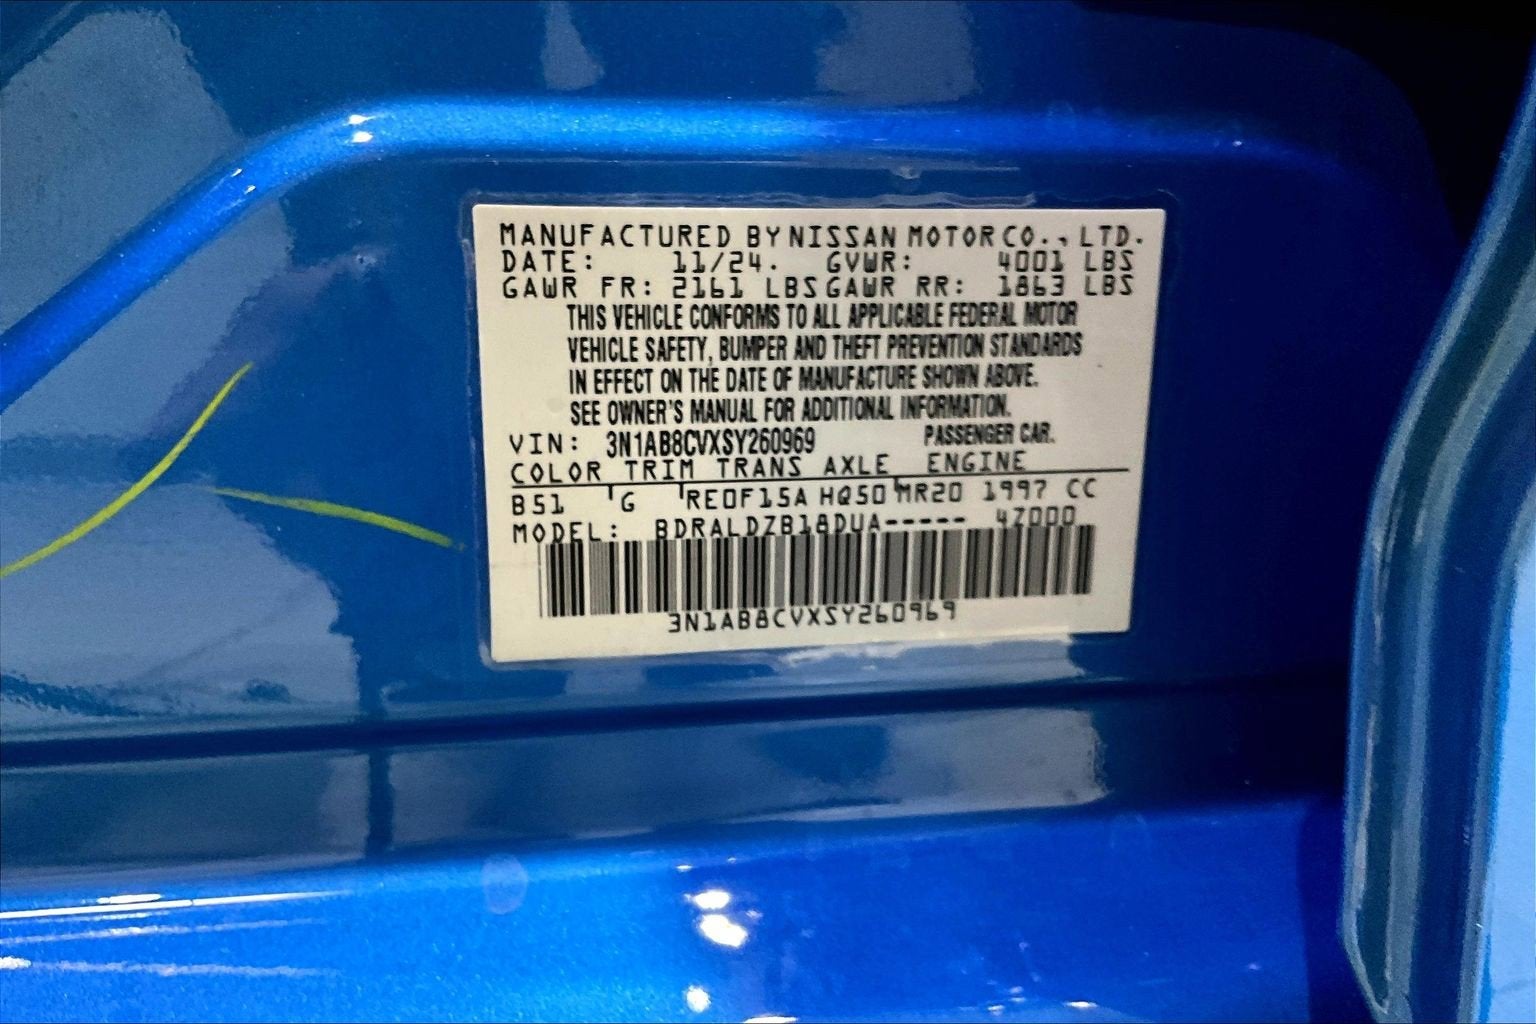 MANUFACTURED BY NISSAN MOTOR CO., LTD.
DATE: 11/24. GVWR: 4001 LBS
GAWR FR: 2161 LBS GAWR RR: 1863 LBS
THIS VEHICLE CONFORMS TO ALL APPLICABLE FEDERAL MOTOR
VEHICLE SAFETY, BUMPER AND THEFT PREVENTION STANDARDS
IN EFFECT ON THE DATE OF MANUFACTURE SHOWN ABOVE.
SEE OWNER'S MANUAL FOR ADDITIONAL INFORMATION.
VIN: 3N1AB8CVXSY260969 PASSENGER CAR.
COLOR TRIM TRANS AXLE ENGINE
B51 G RE0F15A HQ50 MR20 1997 CC
MODEL: BDRALDZB18DUA----- 4Z000
3N1AB8CVXSY260969